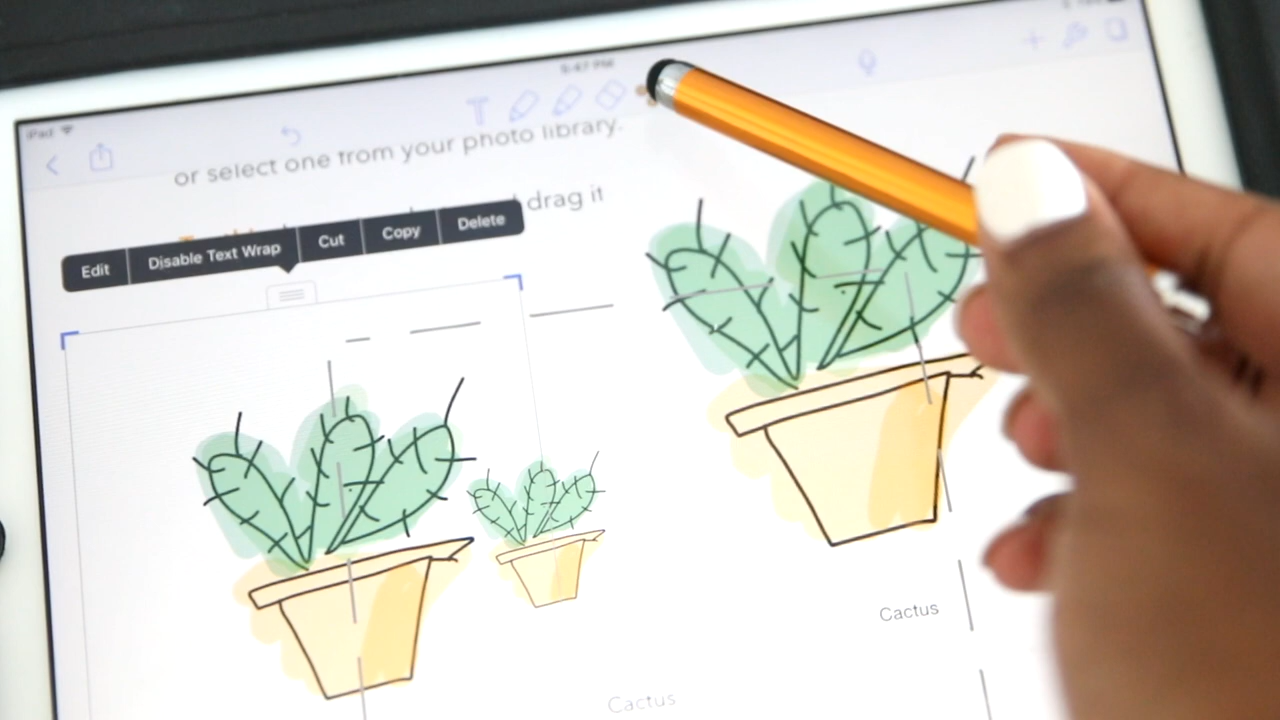 iPad
5:47 PM
T
or select one from your photo library.
drag it
Edit Disable Text Wrap Cut Copy Delete
Cactus
Cactus